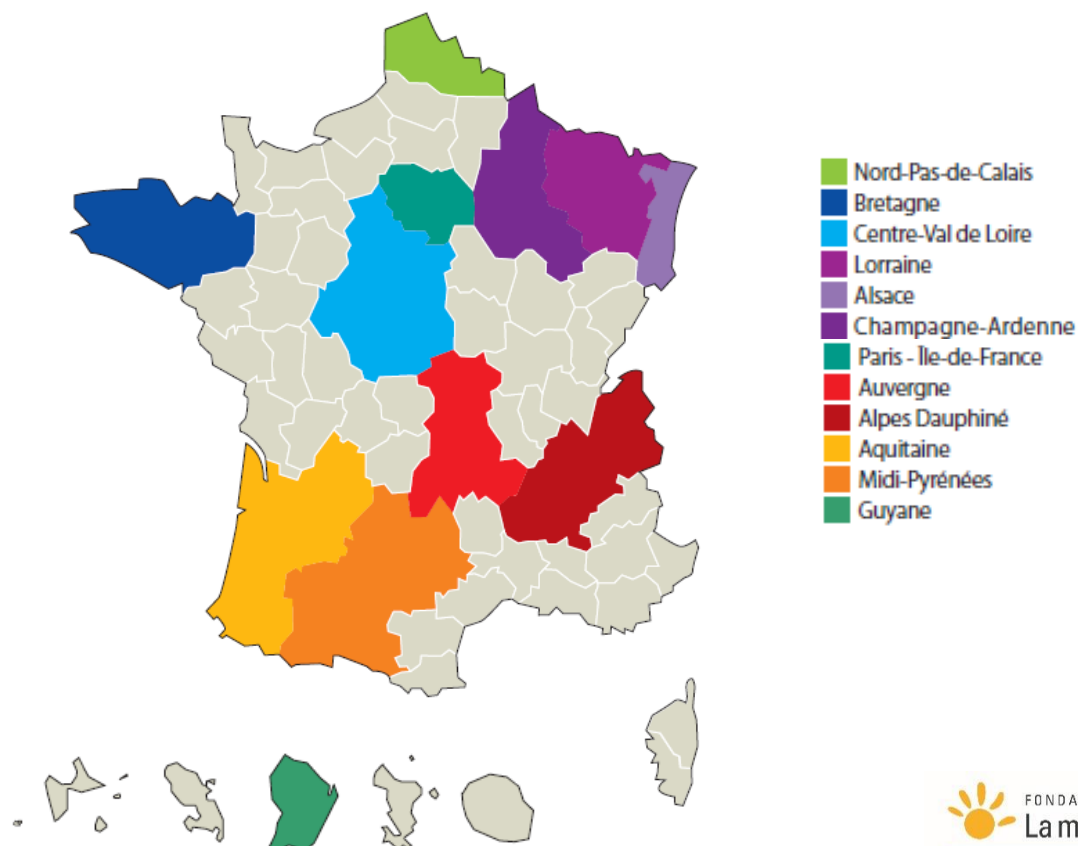 Nord-Pas-de-Calais
Bretagne
Centre-Val de Loire
Lorraine
Alsace
Champagne-Ardenne
Paris - Île-de-France
Auvergne
Alpes Dauphiné
Aquitaine
Midi-Pyrénées
Guyane
FONDA
Lam